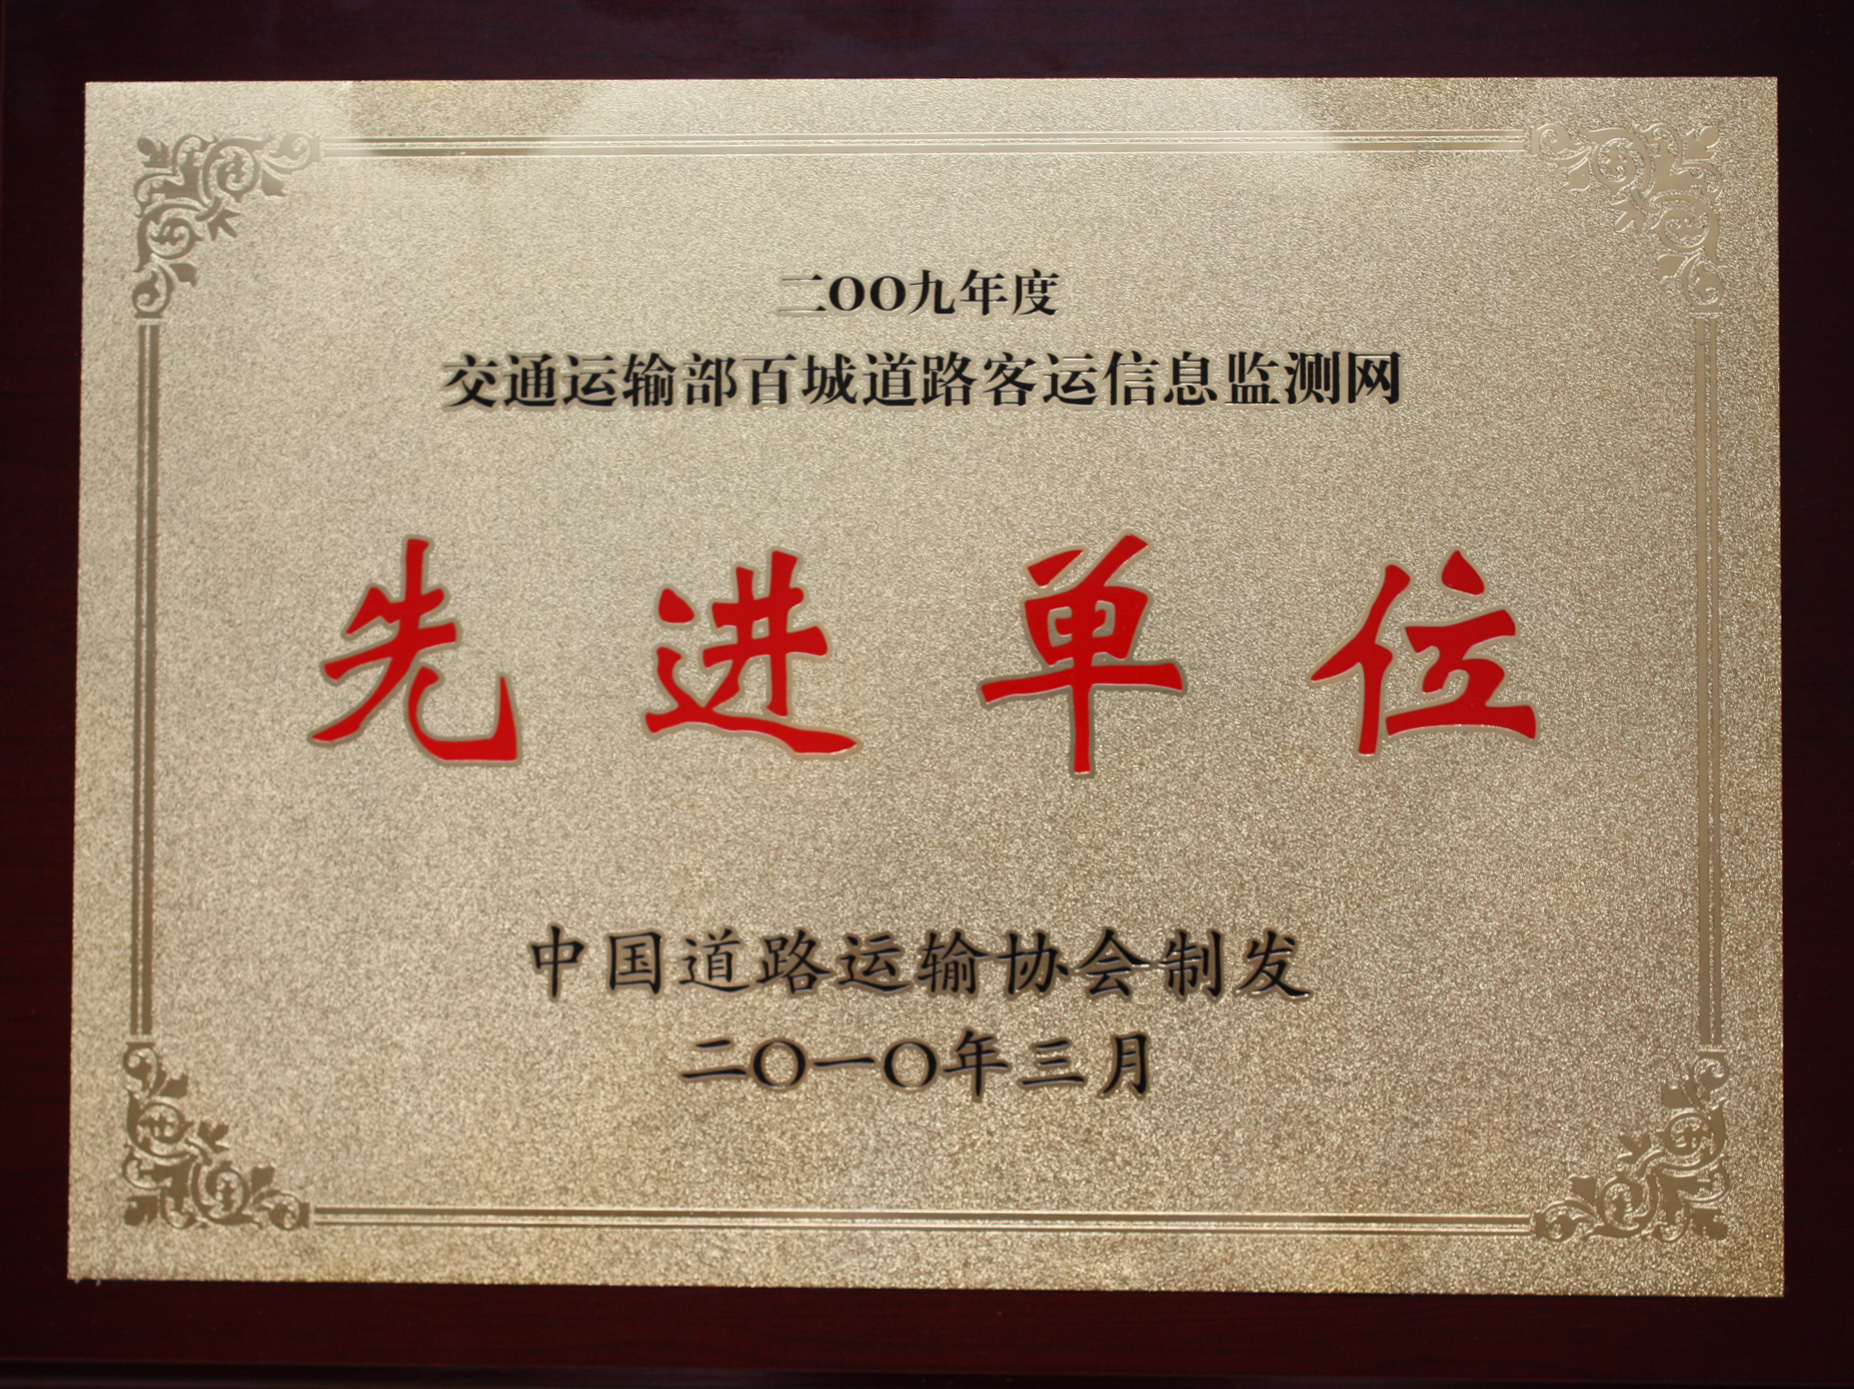 二OO九年度
交通运输部百城道路客运信息监测网
先进单位
中国道路运输协会制发
二〇一〇年三月